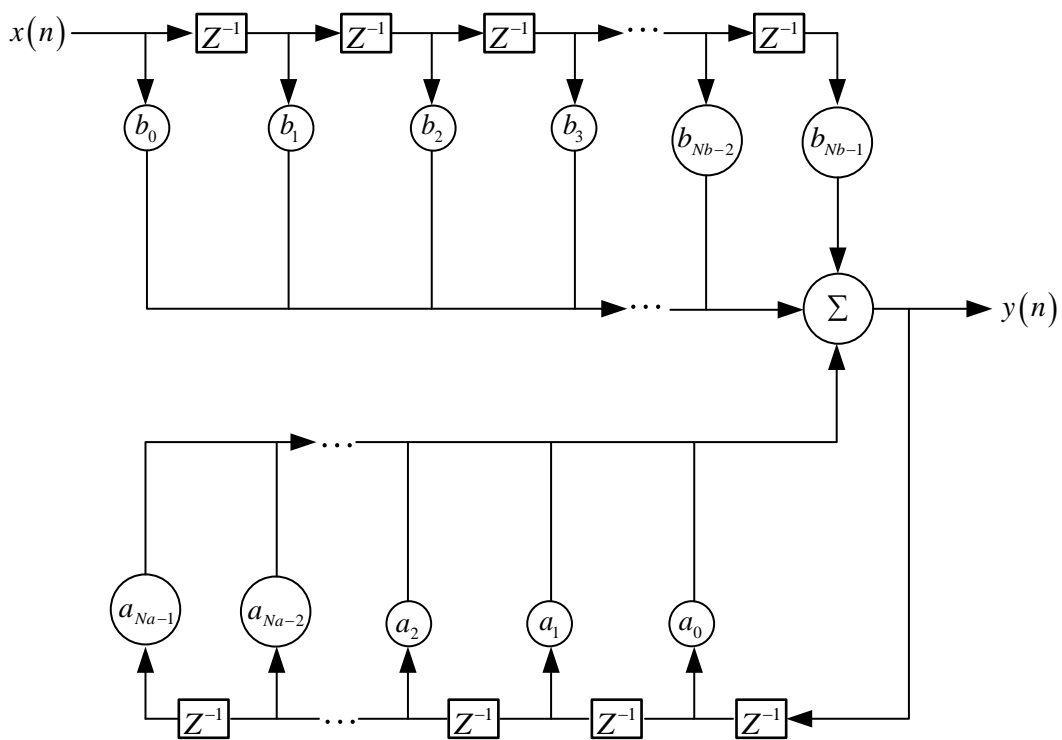 x(n) Z⁻¹ Z⁻¹ Z⁻¹ ... Z⁻¹
b₀ b₁ b₂ b₃ b_{Nb−2} b_{Nb−1}
... Σ y(n)
...
a_{Na−1} a_{Na−2} a₂ a₁ a₀
Z⁻¹ ... Z⁻¹ Z⁻¹ Z⁻¹